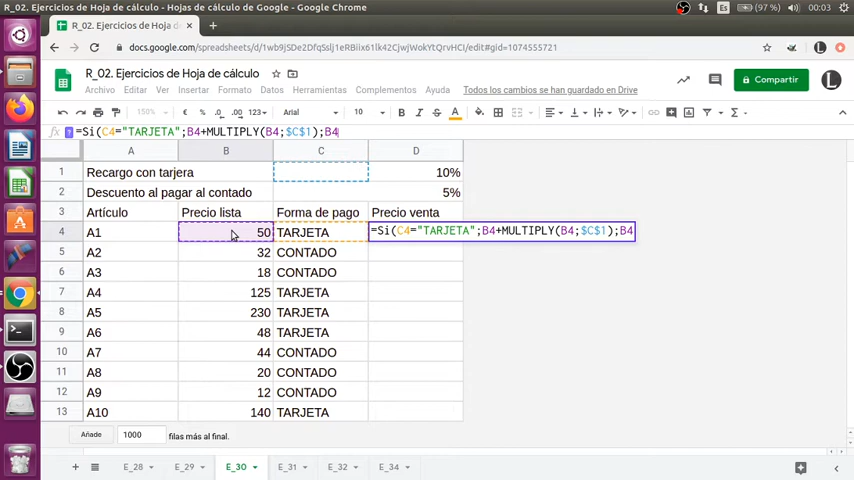 R_02. Ejercicios de Hoja de cálculo - Hojas de cálculo de Google - Google Chrome
Es (97 %) 00:03
R_02. Ejercicios de Hoja de cálculo
docs.google.com/spreadsheets/d/1wb9jSDe2DfqSslj1eRBiix61lk42CjwjWokYtQrvHCI/edit#gid=1074555721
R_02. Ejercicios de Hoja de cálculo
Archivo Editar Ver Insertar Formato Datos Herramientas Complementos Ayuda Todos los cambios se han guardado en Drive
Compartir
150% € % .0 .00 123 Arial 10 B I S A
fx =Si(C4="TARJETA";B4+MULTIPLY(B4;$C$1);B4
A B C D
1 Recargo con tarjera 10%
2 Descuento al pagar al contado 5%
3 Artículo Precio lista Forma de pago Precio venta
4 A1 50 TARJETA =Si(C4="TARJETA";B4+MULTIPLY(B4;$C$1);B4
5 A2 32 CONTADO
6 A3 18 CONTADO
7 A4 125 TARJETA
8 A5 230 TARJETA
9 A6 48 TARJETA
10 A7 44 CONTADO
11 A8 20 CONTADO
12 A9 12 CONTADO
13 A10 140 TARJETA
Añade 1000 filas más al final.
E_28 E_29 E_30 E_31 E_32 E_34